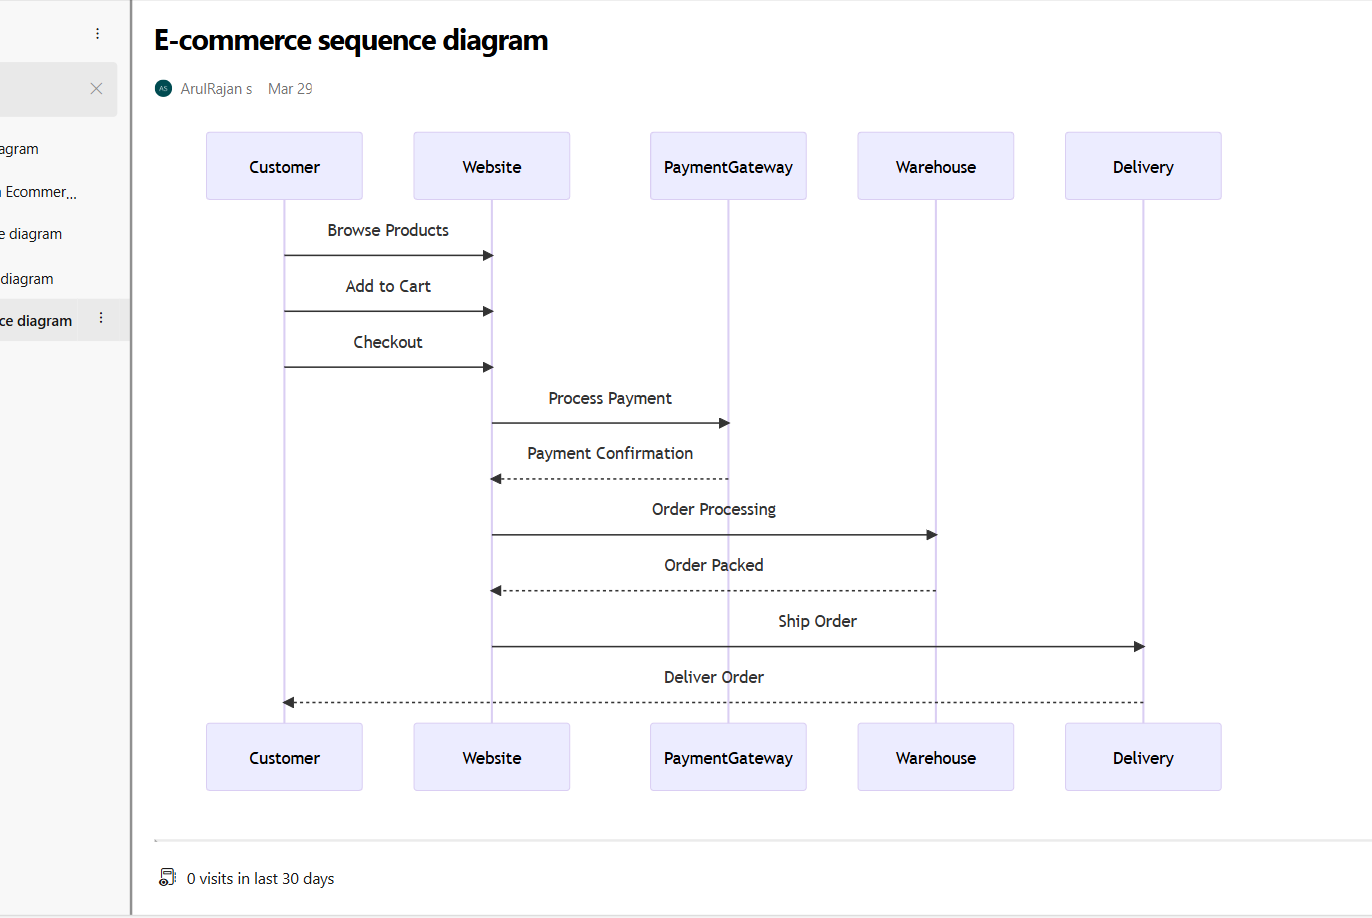 E-commerce sequence diagram
AS ArulRajan s Mar 29
agram
Ecommer...
e diagram
diagram
ce diagram
Customer Website PaymentGateway Warehouse Delivery
Browse Products
Add to Cart
Checkout
Process Payment
Payment Confirmation
Order Processing
Order Packed
Ship Order
Deliver Order
Customer Website PaymentGateway Warehouse Delivery
0 visits in last 30 days